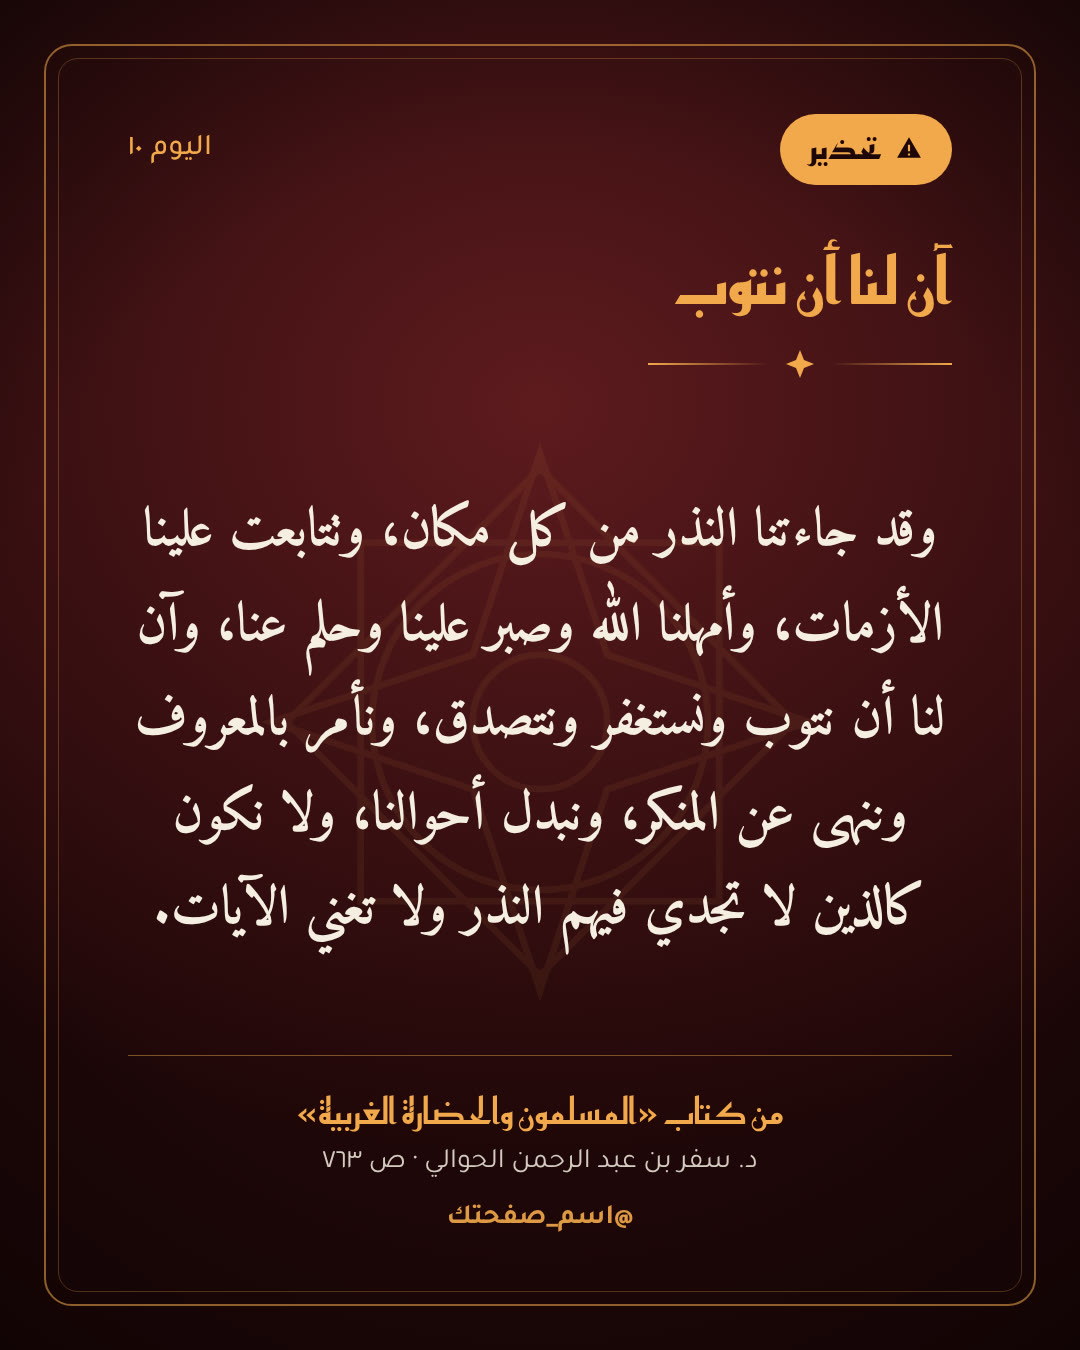 تحذير
اليوم ١٠
آن لنا أن نتوب
وقد جاءتنا النذر من كل مكان، وتتابعت علينا
الأزمات، وأمهلنا الله وصبر علينا وحلم عنا، وآن
لنا أن نتوب ونستغفر ونتصدق، ونأمر بالمعروف
وننهى عن المنكر، ونبدل أحوالنا، ولا نكون
كالذين لا تجدي فيهم النذر ولا تغني الآيات.
من كتاب «المسلمون والحضارة الغربية»
د. سفر بن عبد الرحمن الحوالي · ص ٧٦٣
@اسم_صفحتك